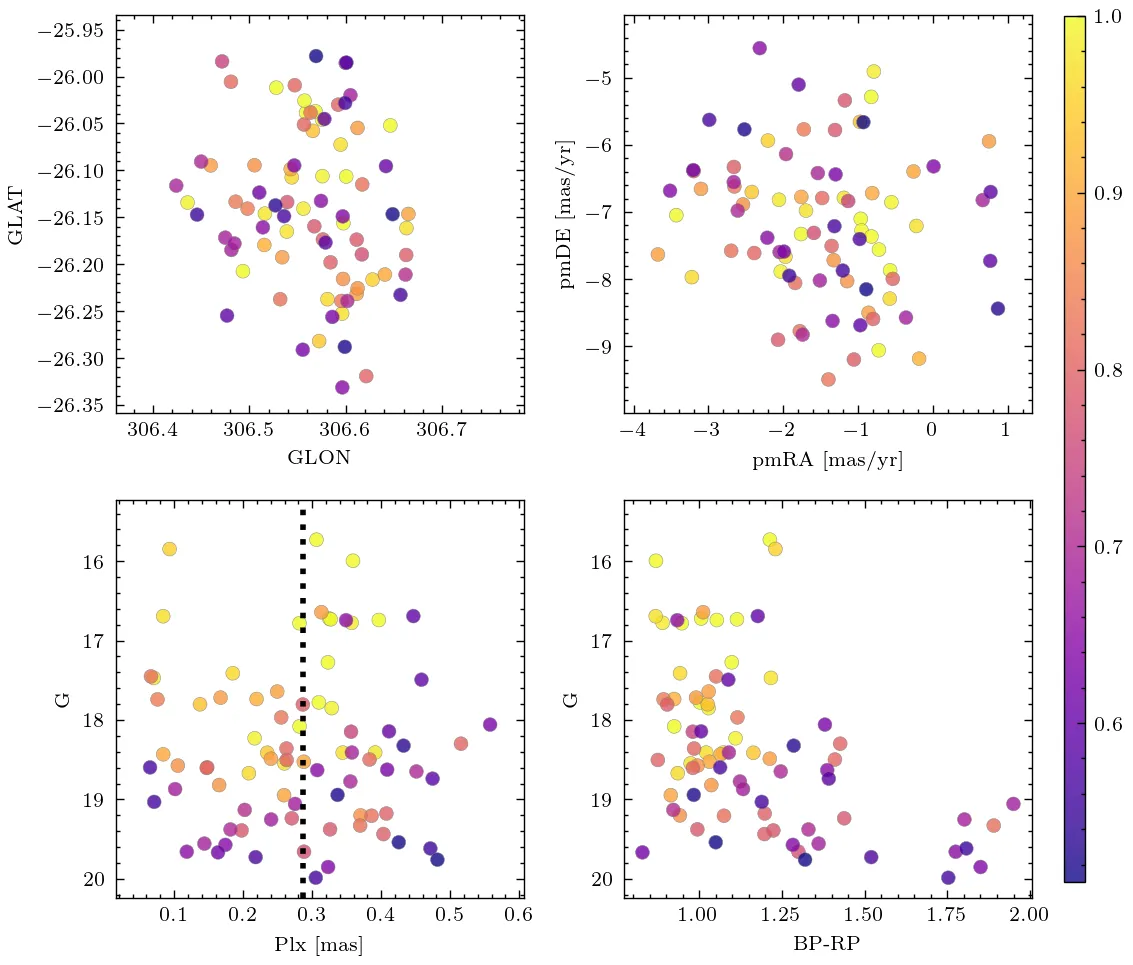 −25.95
−26.00
−26.05
−26.10
−26.15
−26.20
−26.25
−26.30
−26.35
GLAT
306.4 306.5 306.6 306.7
GLON
−5
−6
−7
−8
−9
pmDE [mas/yr]
−4 −3 −2 −1 0 1
pmRA [mas/yr]
1.0
0.9
0.8
0.7
0.6
16
17
18
19
20
G
0.1 0.2 0.3 0.4 0.5 0.6
Plx [mas]
16
17
18
19
20
G
1.00 1.25 1.50 1.75 2.00
BP-RP